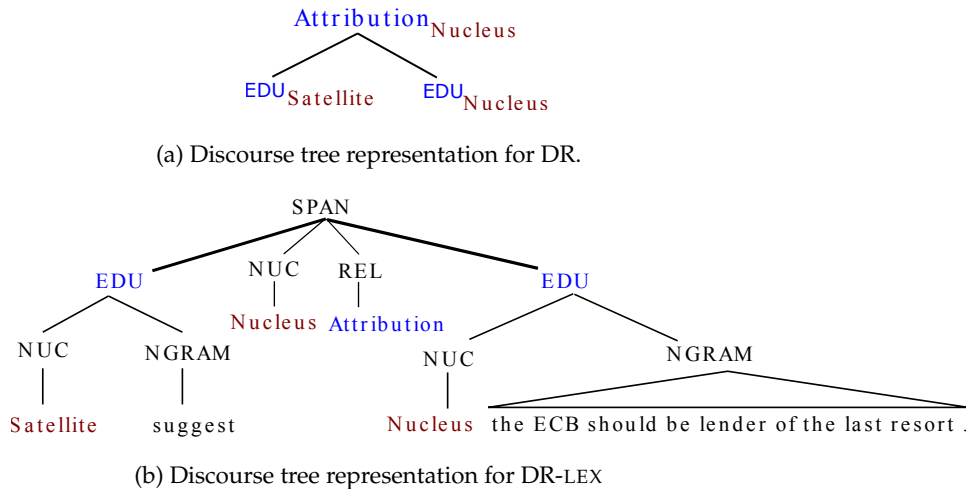 Attribution Nucleus
EDU Satellite EDU Nucleus
(a) Discourse tree representation for DR.
SPAN
EDU NUC REL EDU
Nucleus Attribution
NUC NGRAM NUC NGRAM
Satellite suggest Nucleus the ECB should be lender of the last resort .
(b) Discourse tree representation for DR-LEX